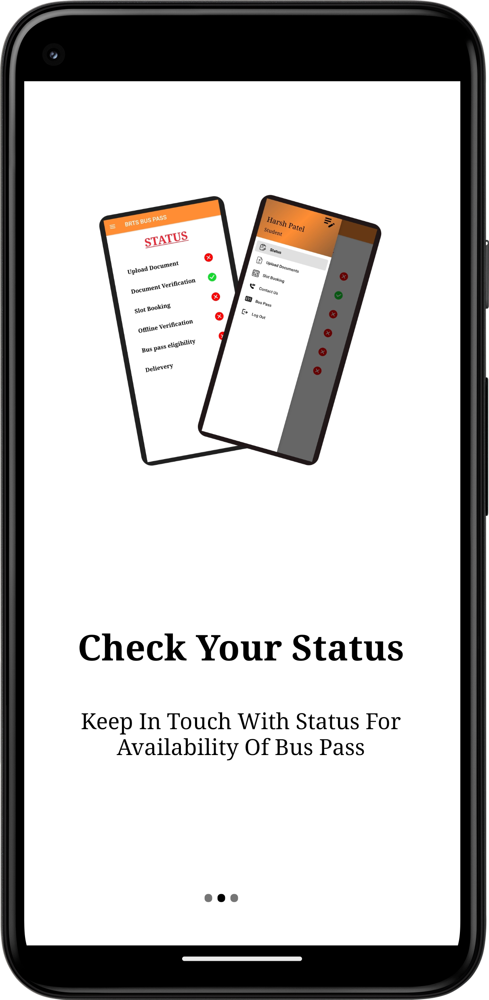 BRTS BUS PASS
STATUS
Upload Document
Document Verification
Slot Booking
Offline Verification
Bus pass eligibility
Delievery
Harsh Patel
Student
Status
Upload Documents
Slot Booking
Contact Us
Bus Pass
Log Out
Check Your Status
Keep In Touch With Status For
Availability Of Bus Pass